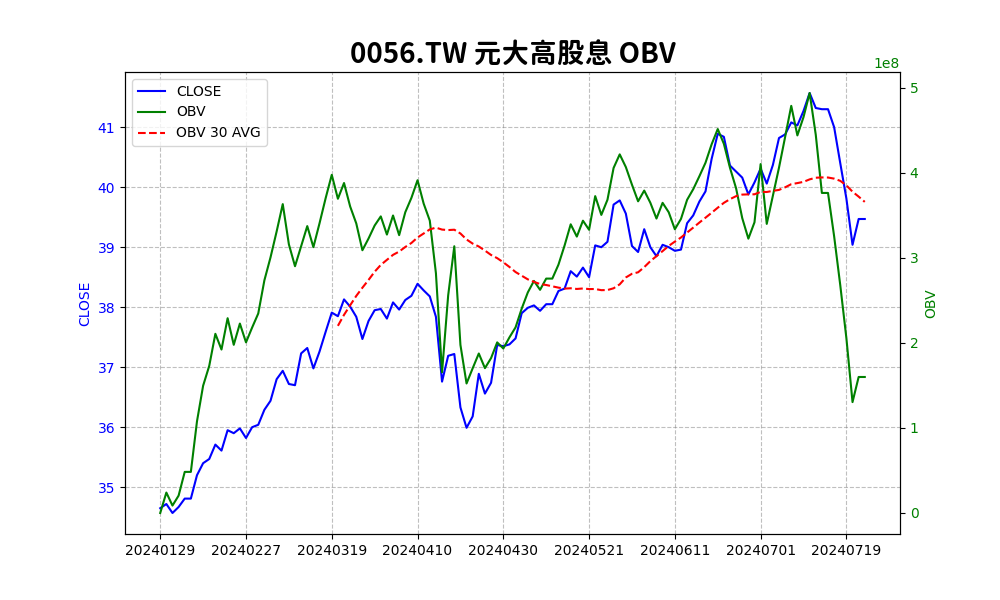 0056.TW 元大高股息 OBV
1e8
CLOSE
OBV
OBV 30 AVG
41
40
39
38
37
36
35
CLOSE
5
4
3
2
1
0
OBV
20240129 20240227 20240319 20240410 20240430 20240521 20240611 20240701 20240719